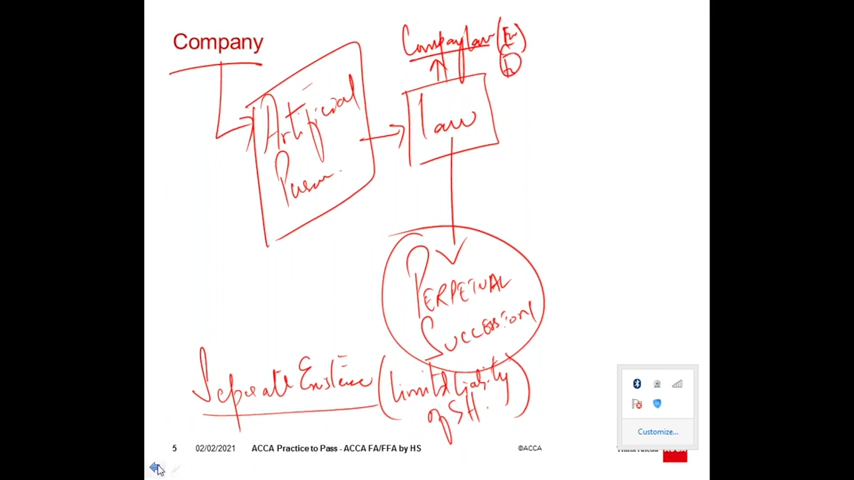 Company
Company law
Artificial
Person
law
PERPETUAL
SUCCESSION
Separate Existence (limited liability
of SH.)
Customize...
5 02/02/2021 ACCA Practice to Pass - ACCA FA/FFA by HS ©ACCA